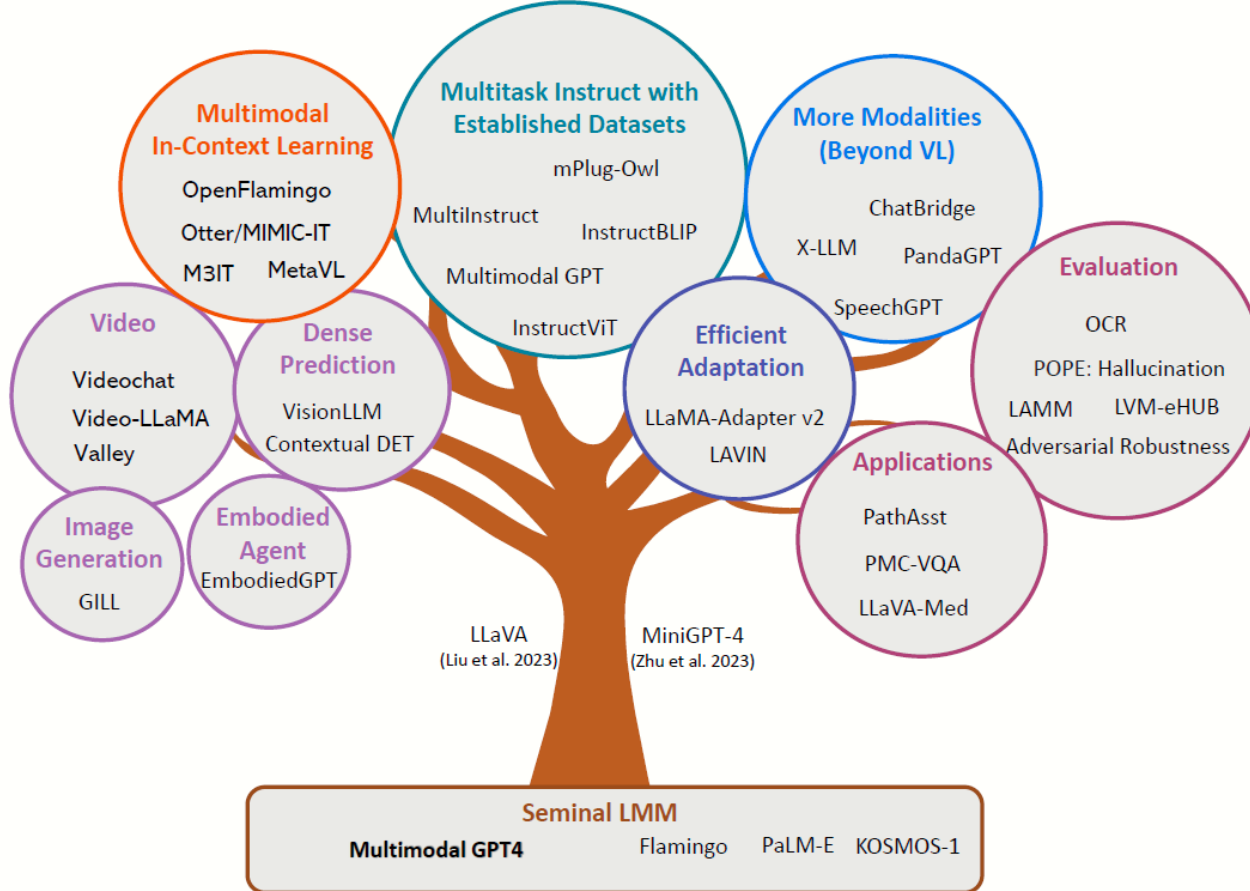 Multimodal
In-Context Learning
OpenFlamingo
Otter/MIMIC-IT
M3IT
MetaVL
Multitask Instruct with
Established Datasets
mPlug-Owl
MultiInstruct
InstructBLIP
Multimodal GPT
InstructViT
More Modalities
(Beyond VL)
ChatBridge
X-LLM
PandaGPT
SpeechGPT
Evaluation
OCR
POPE: Hallucination
LAMM
LVM-eHUB
Adversarial Robustness
Video
Videochat
Video-LLaMA
Valley
Dense
Prediction
VisionLLM
Contextual DET
Efficient
Adaptation
LLaMA-Adapter v2
LAVIN
Applications
PathAsst
PMC-VQA
LLaVA-Med
Image
Generation
GILL
Embodied
Agent
EmbodiedGPT
LLaVA
(Liu et al. 2023)
MiniGPT-4
(Zhu et al. 2023)
Seminal LMM
Multimodal GPT4
Flamingo
PaLM-E
KOSMOS-1